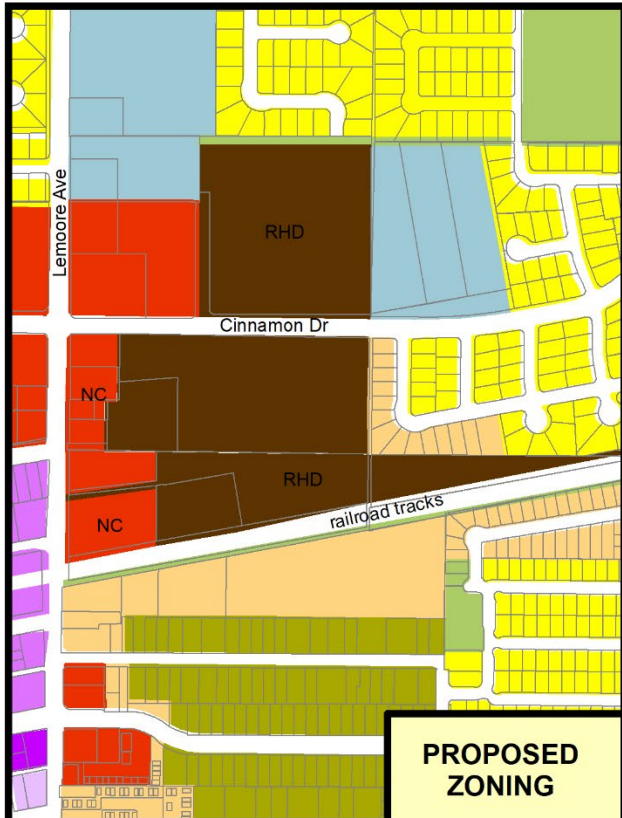 Lemoore Ave
RHD
Cinnamon Dr
NC
RHD
NC
railroad tracks
PROPOSED
ZONING